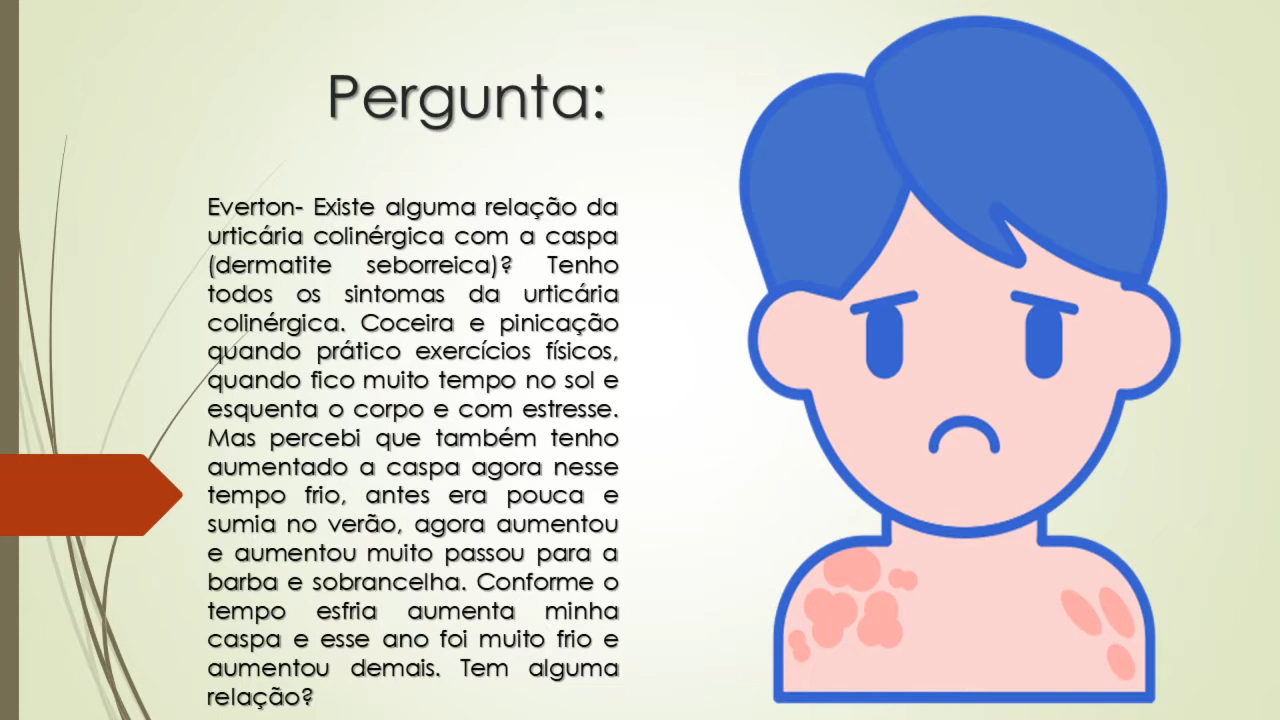 Pergunta:
Everton- Existe alguma relação da
urticária colinérgica com a caspa
(dermatite seborreica)? Tenho
todos os sintomas da urticária
colinérgica. Coceira e pinicação
quando prático exercícios físicos,
quando fico muito tempo no sol e
esquenta o corpo e com estresse.
Mas percebi que também tenho
aumentado a caspa agora nesse
tempo frio, antes era pouca e
sumia no verão, agora aumentou
e aumentou muito passou para a
barba e sobrancelha. Conforme o
tempo esfria aumenta minha
caspa e esse ano foi muito frio e
aumentou demais. Tem alguma
relação?